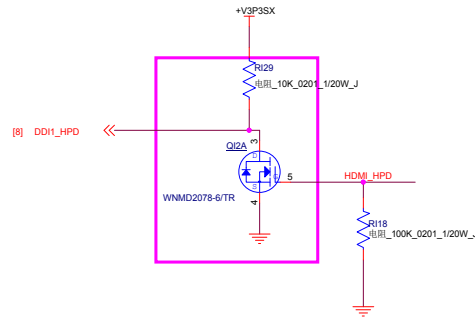 +V3P3SX
RI29
电阻_10K_0201_1/20W_J
[8] DDI1_HPD
3
QI2A
D
G
S
5
HDMI_HPD
WNMD2078-6/TR
4
RI18
电阻_100K_0201_1/20W_J